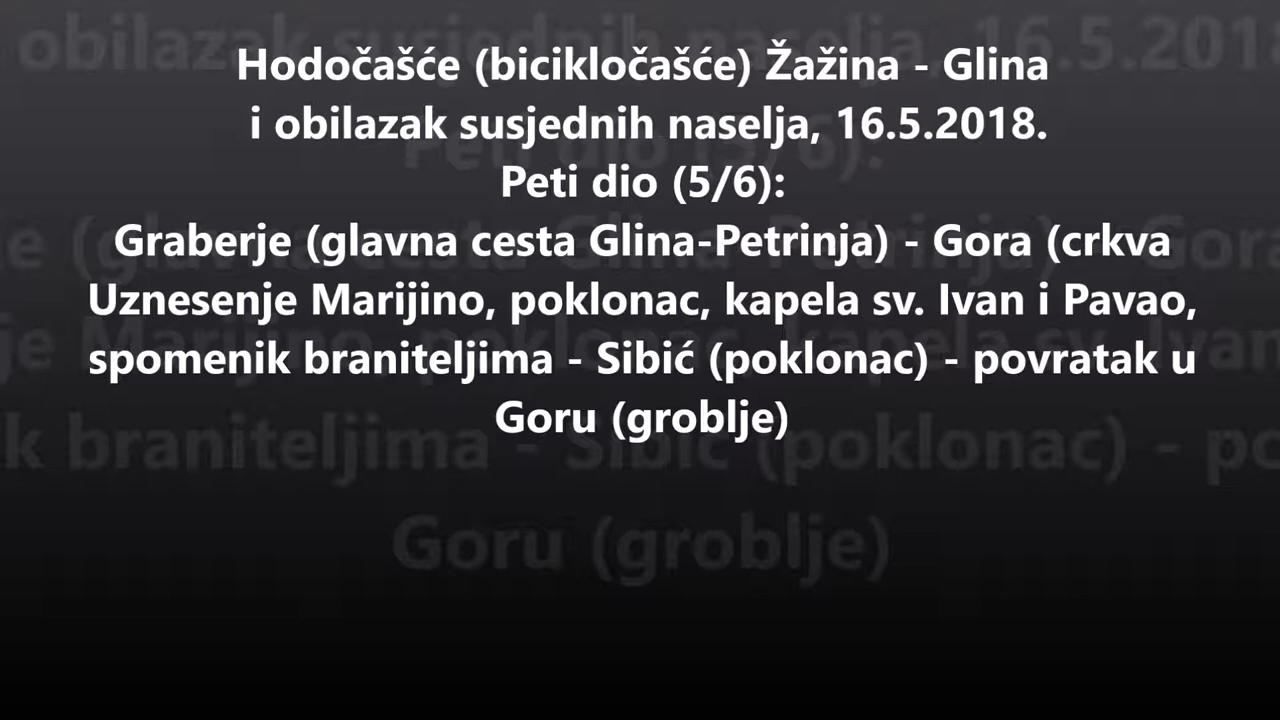 Hodočašće (bicikločašće) Žažina - Glina
i obilazak susjednih naselja, 16.5.2018.
Peti dio (5/6):
Graberje (glavna cesta Glina-Petrinja) - Gora (crkva
Uznesenje Marijino, poklonac, kapela sv. Ivan i Pavao,
spomenik braniteljima - Sibić (poklonac) - povratak u
Goru (groblje)